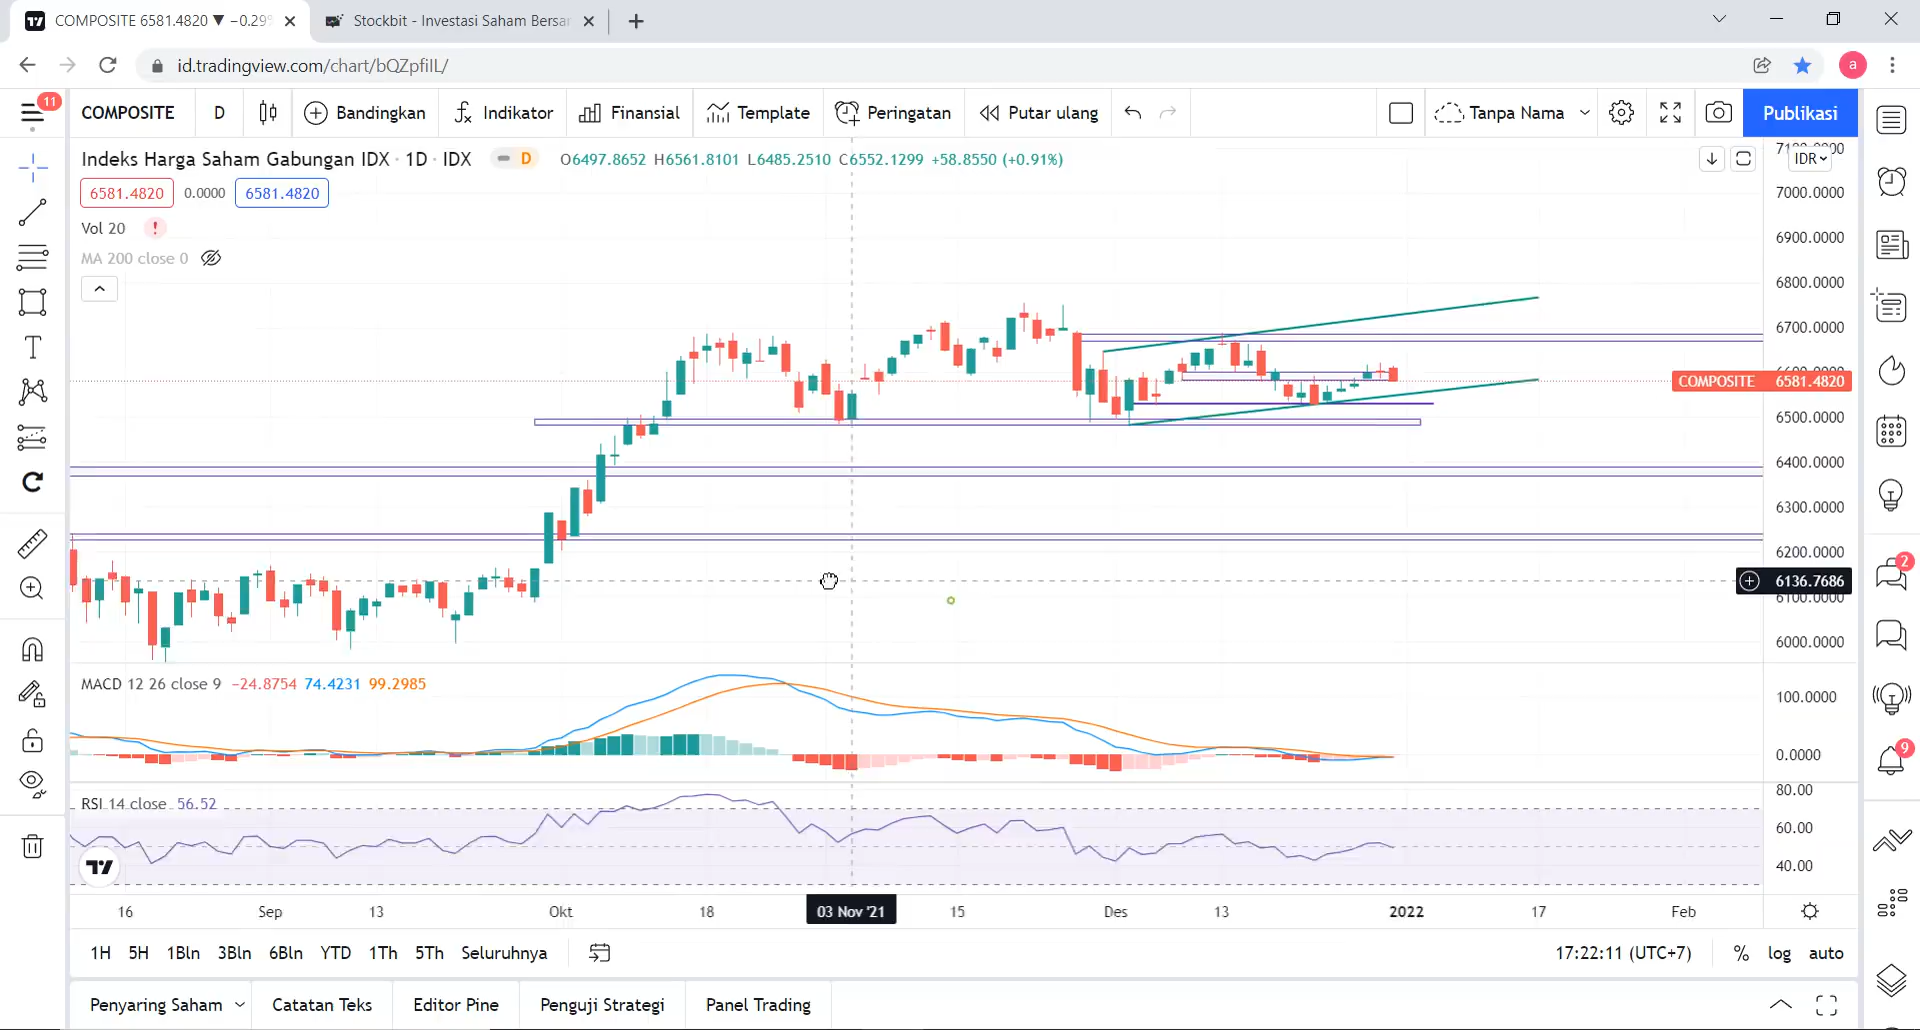 COMPOSITE 6581.4820 ▼ −0.29%
Stockbit - Investasi Saham Bersa
id.tradingview.com/chart/bQZpfiIL/
a
11
COMPOSITE D Bandingkan Indikator Finansial Template Peringatan Putar ulang Tanpa Nama Publikasi
Indeks Harga Saham Gabungan IDX · 1D · IDX D O6497.8652 H6561.8101 L6485.2510 C6552.1299 +58.8550 (+0.91%)
6581.4820 0.0000 6581.4820
Vol 20 !
MA 200 close 0
IDR
7000.0000
6900.0000
6800.0000
6700.0000
COMPOSITE 6581.4820
6500.0000
6400.0000
6300.0000
6200.0000
6136.7686
6100.0000
6000.0000
2
9
MACD 12 26 close 9 −24.8754 74.4231 99.2985
100.0000
0.0000
RSI 14 close 56.52
80.00
60.00
40.00
16 Sep 13 Okt 18 03 Nov '21 15 Des 13 2022 17 Feb
1H 5H 1Bln 3Bln 6Bln YTD 1Th 5Th Seluruhnya 17:22:11 (UTC+7) % log auto
Penyaring Saham Catatan Teks Editor Pine Penguji Strategi Panel Trading